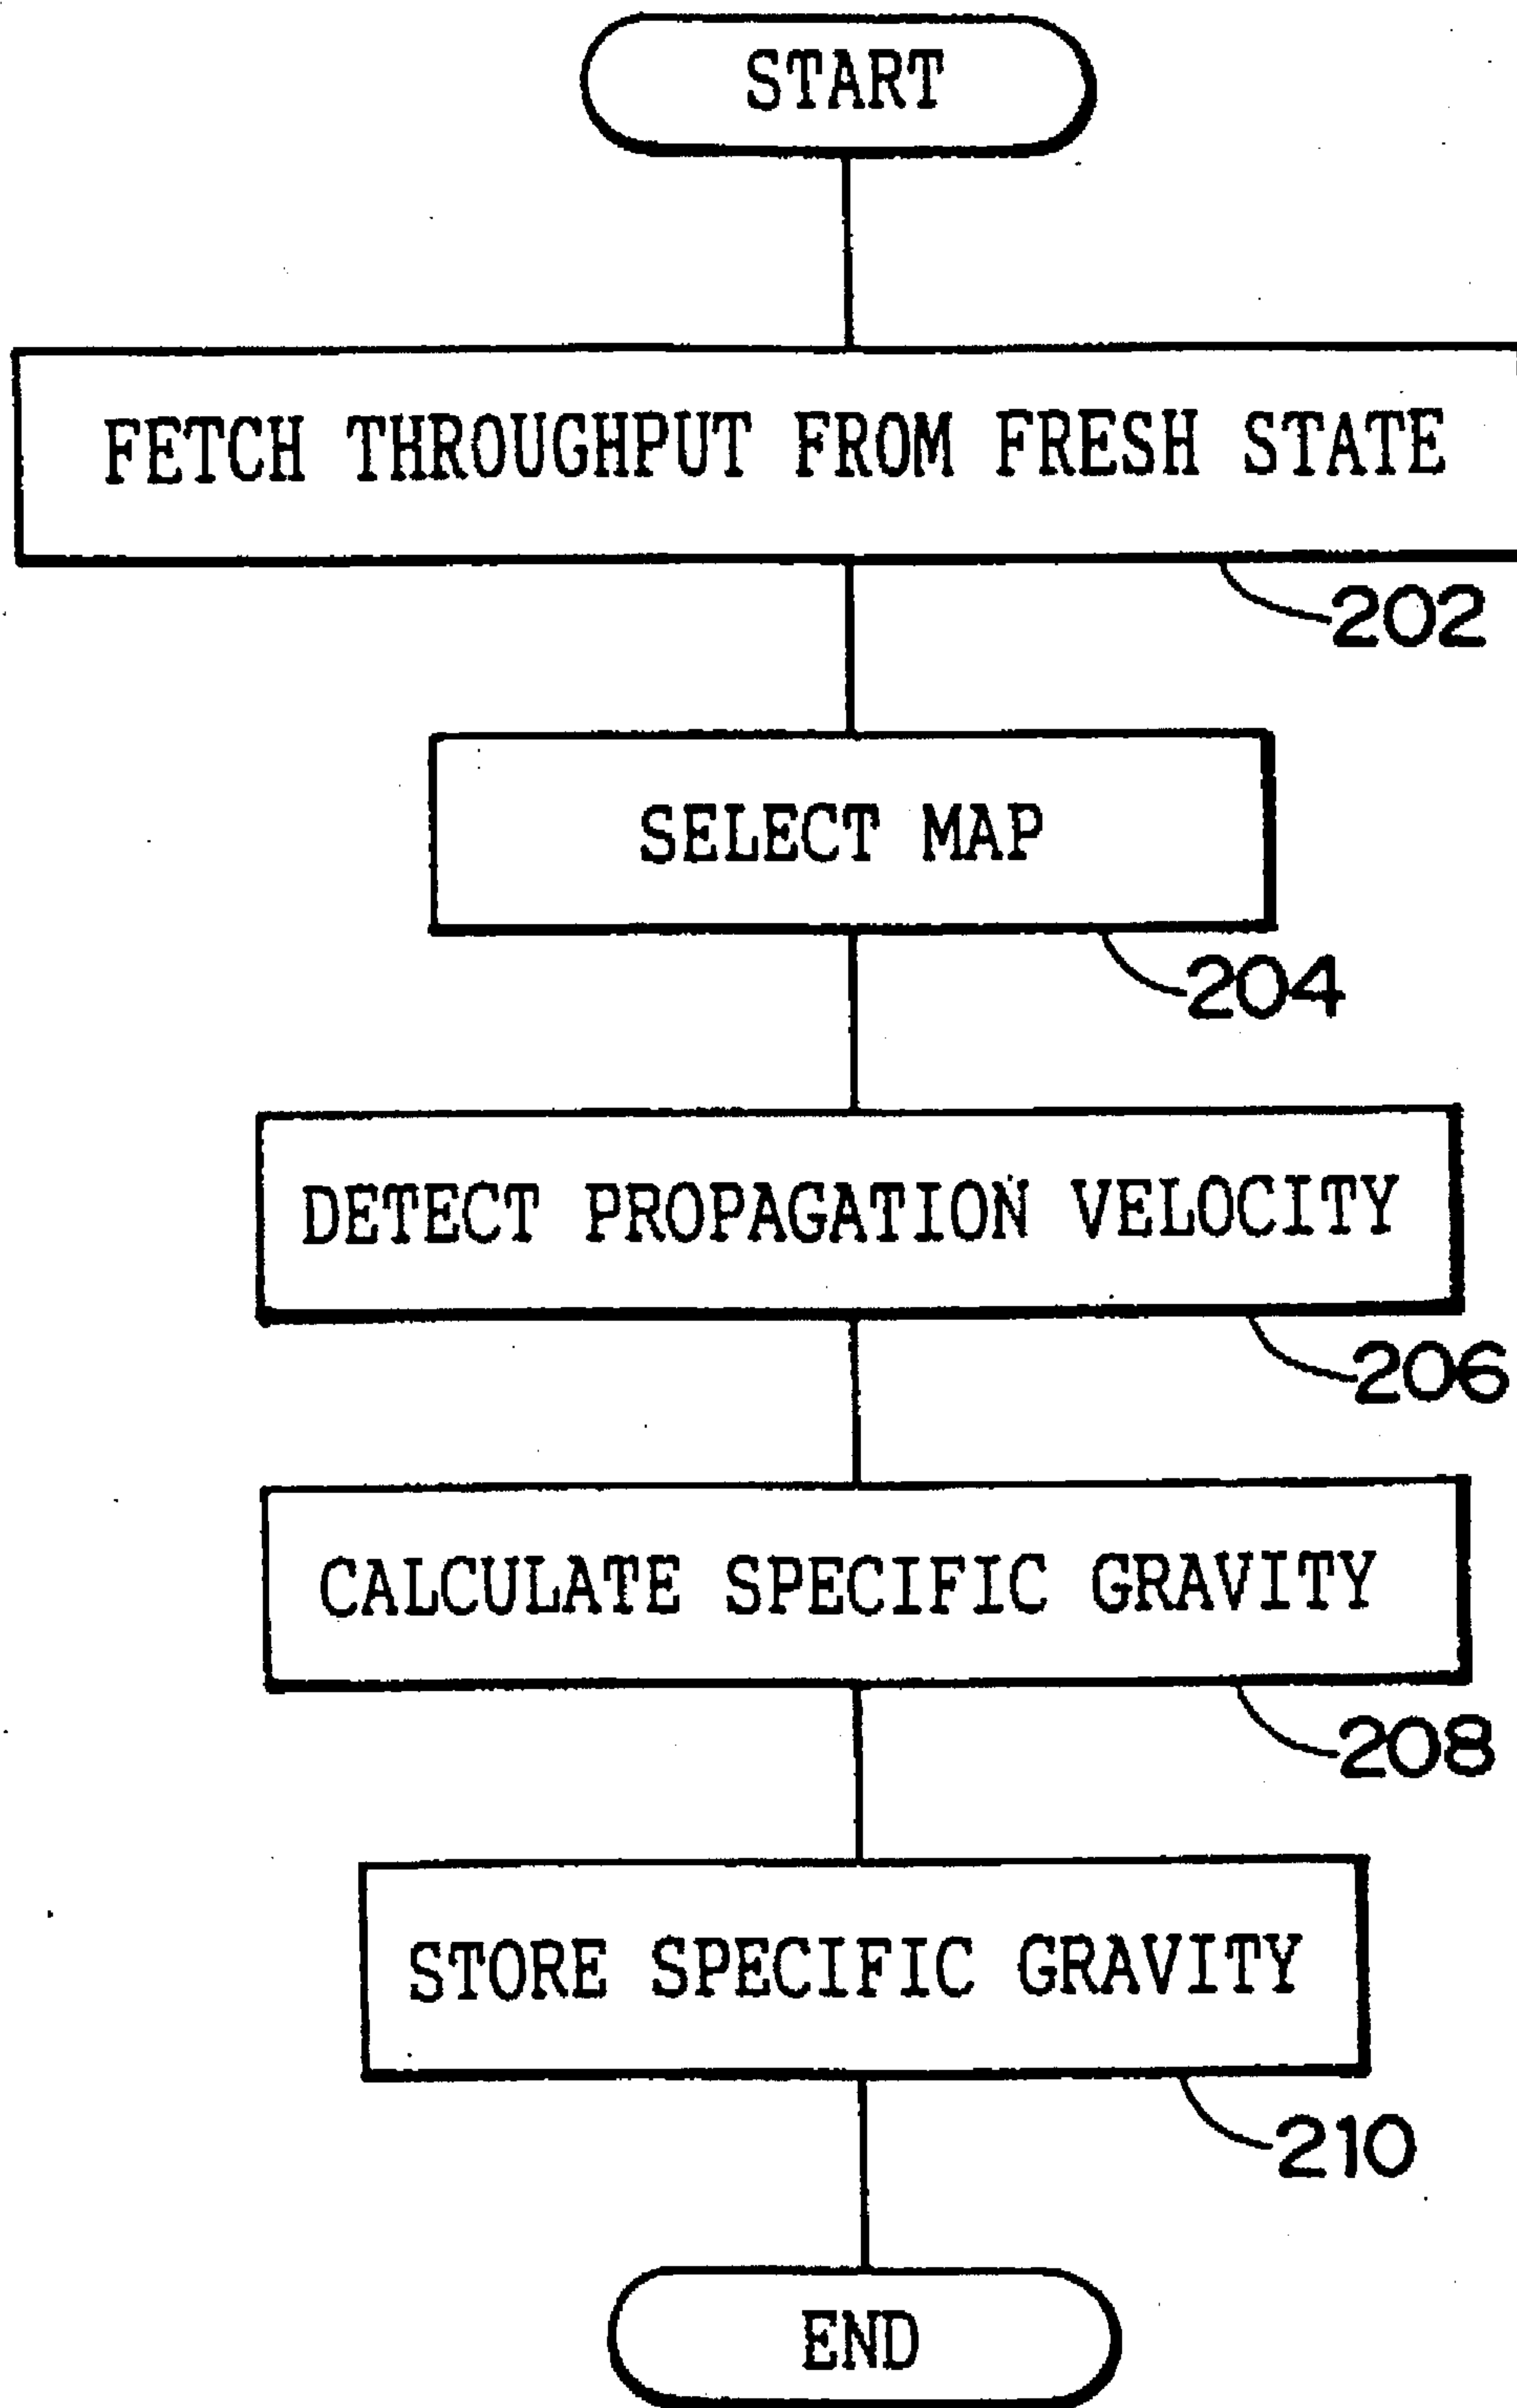 START
FETCH THROUGHPUT FROM FRESH STATE
202
SELECT MAP
204
DETECT PROPAGATION VELOCITY
206
CALCULATE SPECIFIC GRAVITY
208
STORE SPECIFIC GRAVITY
210
END